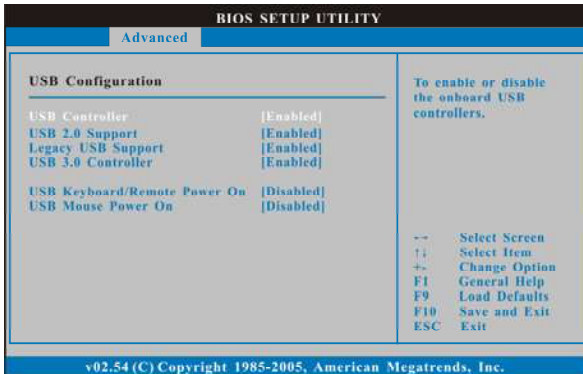 BIOS SETUP UTILITY
Advanced
USB Configuration
USB Controller [Enabled]
USB 2.0 Support [Enabled]
Legacy USB Support [Enabled]
USB 3.0 Controller [Enabled]
USB Keyboard/Remote Power On [Disabled]
USB Mouse Power On [Disabled]
To enable or disable
the onboard USB
controllers.
←→ Select Screen
↑↓ Select Item
+- Change Option
F1 General Help
F9 Load Defaults
F10 Save and Exit
ESC Exit
v02.54 (C) Copyright 1985-2005, American Megatrends, Inc.